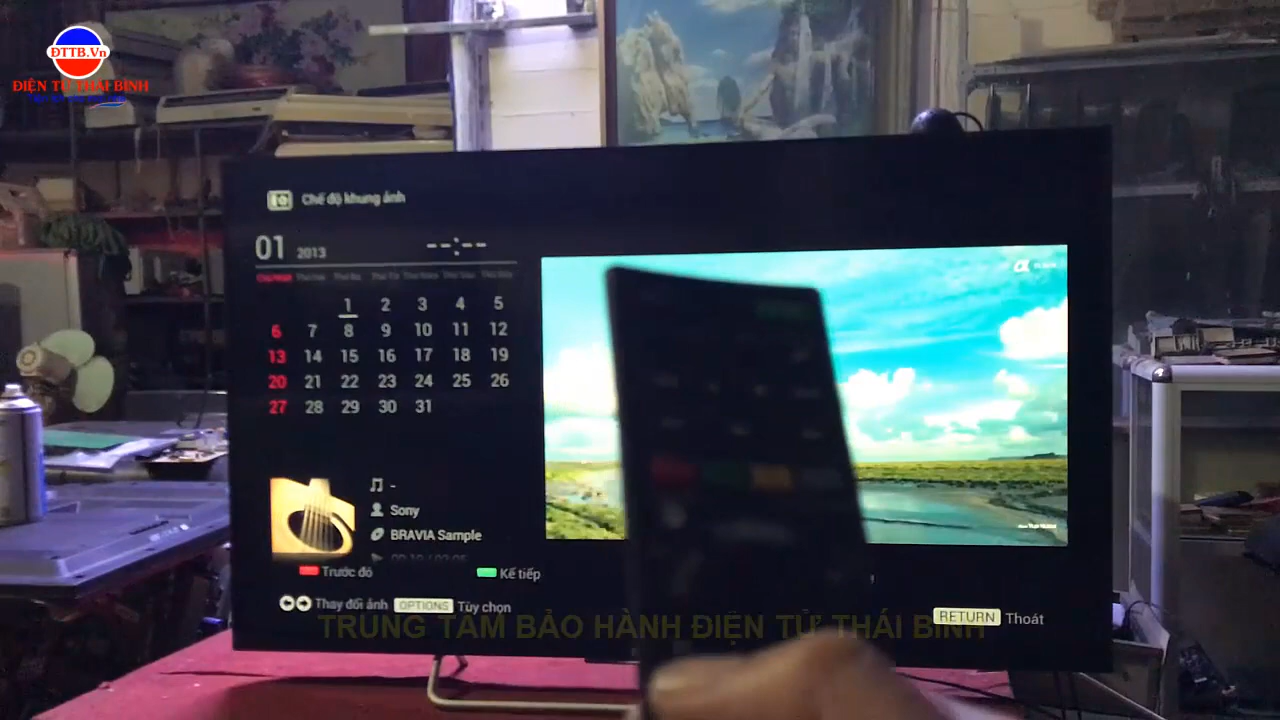 ĐTTB.Vn
ĐIỆN TỬ THÁI BÌNH
Chế độ khung ảnh
01 2013 --:--
1 2 3 4 5
6 7 8 9 10 11 12
13 14 15 16 17 18 19
20 21 22 23 24 25 26
27 28 29 30 31
α
-
Sony
BRAVIA Sample
Trước đó
Kế tiếp
Thay đổi ảnh OPTIONS Tùy chọn
RETURN Thoát
TRUNG TÂM BẢO HÀNH ĐIỆN TỬ THÁI BÌNH